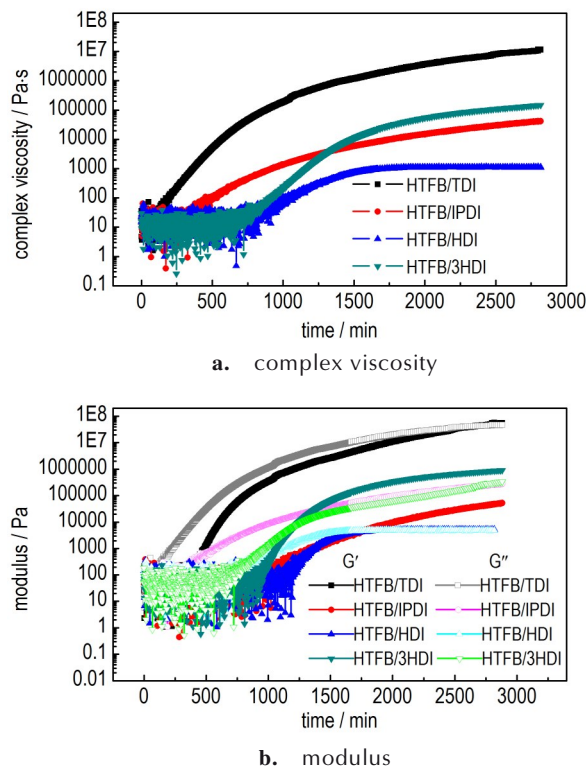 1E8
1E7
1000000
100000
10000
1000
100
10
1
0.1
complex viscosity / Pa·s
HTFB/TDI
HTFB/IPDI
HTFB/HDI
HTFB/3HDI
0 500 1000 1500 2000 2500 3000
time / min
a. complex viscosity
1E8
1E7
1000000
100000
10000
1000
100
10
1
0.1
0.01
modulus / Pa
G′ G″
HTFB/TDI HTFB/TDI
HTFB/IPDI HTFB/IPDI
HTFB/HDI HTFB/HDI
HTFB/3HDI HTFB/3HDI
0 500 1000 1500 2000 2500 3000
time / min
b. modulus